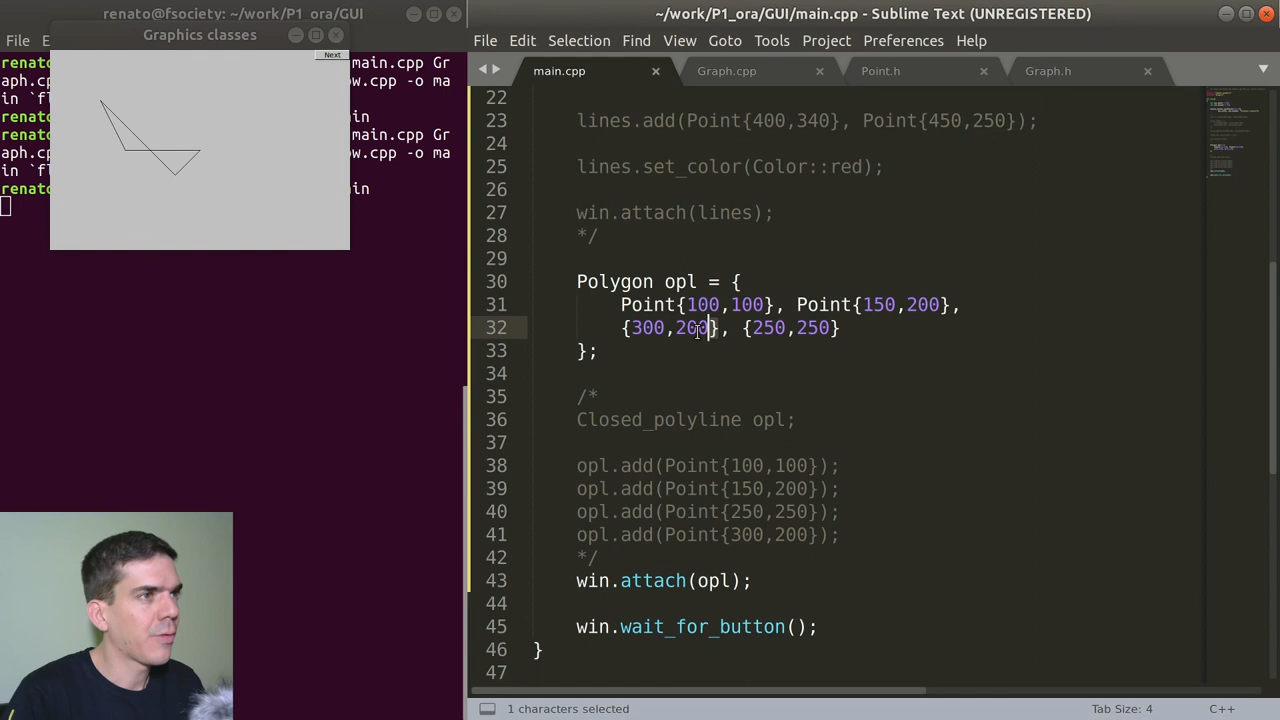 renato@fsociety: ~/work/P1_ora/GUI
~/work/P1_ora/GUI/main.cpp - Sublime Text (UNREGISTERED)
File E
Graphics classes
Next
renato
main.cpp Gr
aph.c
ow.cpp -o ma
in `fl
renato
ain
renato
main.cpp Gr
aph.c
ow.cpp -o ma
in `fl
renato
ain
File Edit Selection Find View Goto Tools Project Preferences Help
main.cpp Graph.cpp Point.h Graph.h
22
23 lines.add(Point{400,340}, Point{450,250});
24
25 lines.set_color(Color::red);
26
27 win.attach(lines);
28 */
29
30 Polygon opl = {
31 Point{100,100}, Point{150,200},
32 {300,200}, {250,250}
33 };
34
35 /*
36 Closed_polyline opl;
37
38 opl.add(Point{100,100});
39 opl.add(Point{150,200});
40 opl.add(Point{250,250});
41 opl.add(Point{300,200});
42 */
43 win.attach(opl);
44
45 win.wait_for_button();
46 }
47
1 characters selected
Tab Size: 4
C++